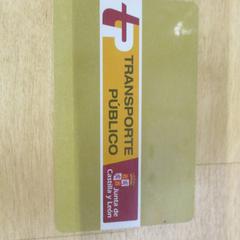 TRANSPORTE
PÚBLICO
Junta de
Castilla y León